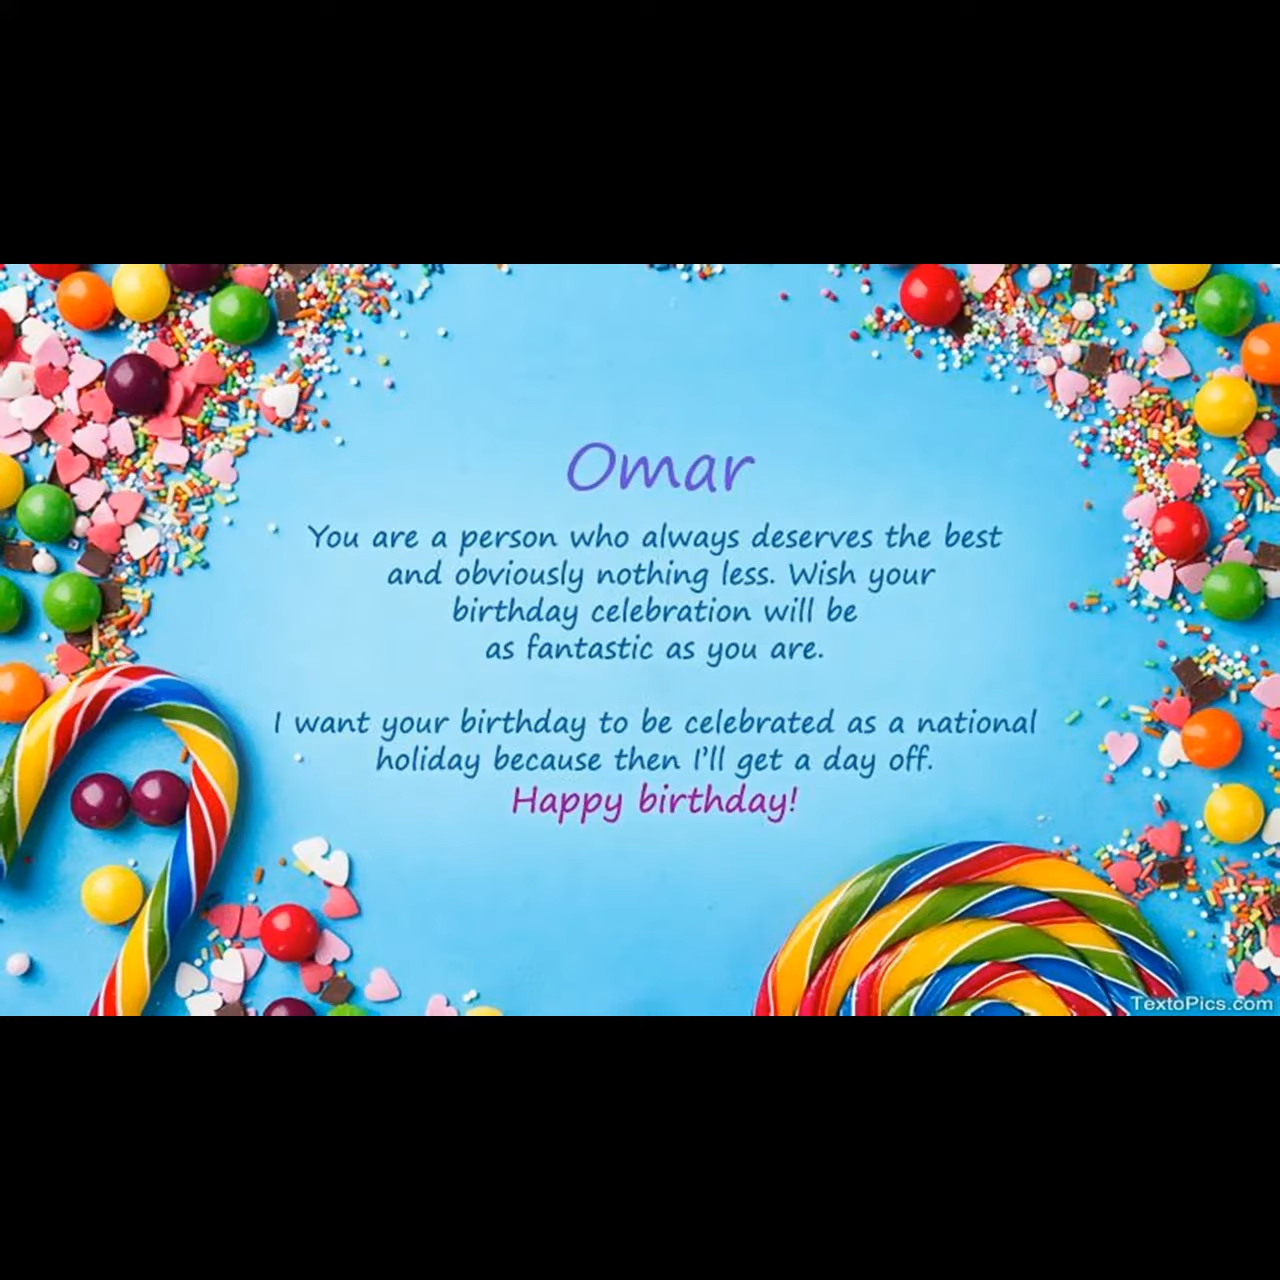 Omar
You are a person who always deserves the best
and obviously nothing less. Wish your
birthday celebration will be
as fantastic as you are.
I want your birthday to be celebrated as a national
holiday because then I'll get a day off.
Happy birthday!
TextoPics.com